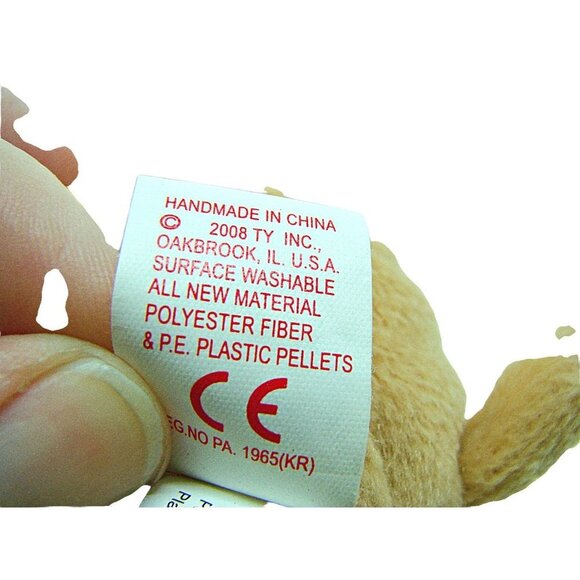 HANDMADE IN CHINA
© 2008 TY INC.,
OAKBROOK, IL. U.S.A.
SURFACE WASHABLE
ALL NEW MATERIAL
POLYESTER FIBER
& P.E. PLASTIC PELLETS
CE
EG.NO PA. 1965(KR)